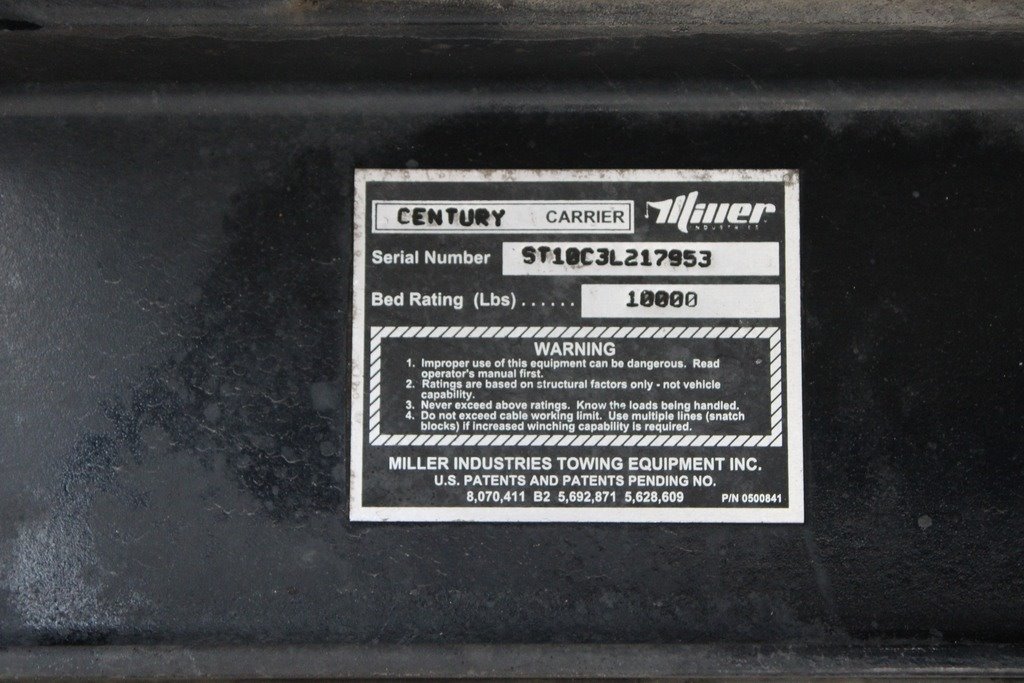 CENTURY CARRIER Miller
INDUSTRIES
Serial Number ST10C3L217953
Bed Rating (Lbs) ...... 10000
WARNING
1. Improper use of this equipment can be dangerous. Read
operator's manual first.
2. Ratings are based on structural factors only - not vehicle
capability.
3. Never exceed above ratings. Know the loads being handled.
4. Do not exceed cable working limit. Use multiple lines (snatch
blocks) if increased winching capability is required.
MILLER INDUSTRIES TOWING EQUIPMENT INC.
U.S. PATENTS AND PATENTS PENDING NO.
8,070,411 B2 5,692,871 5,628,609 P/N 0500841